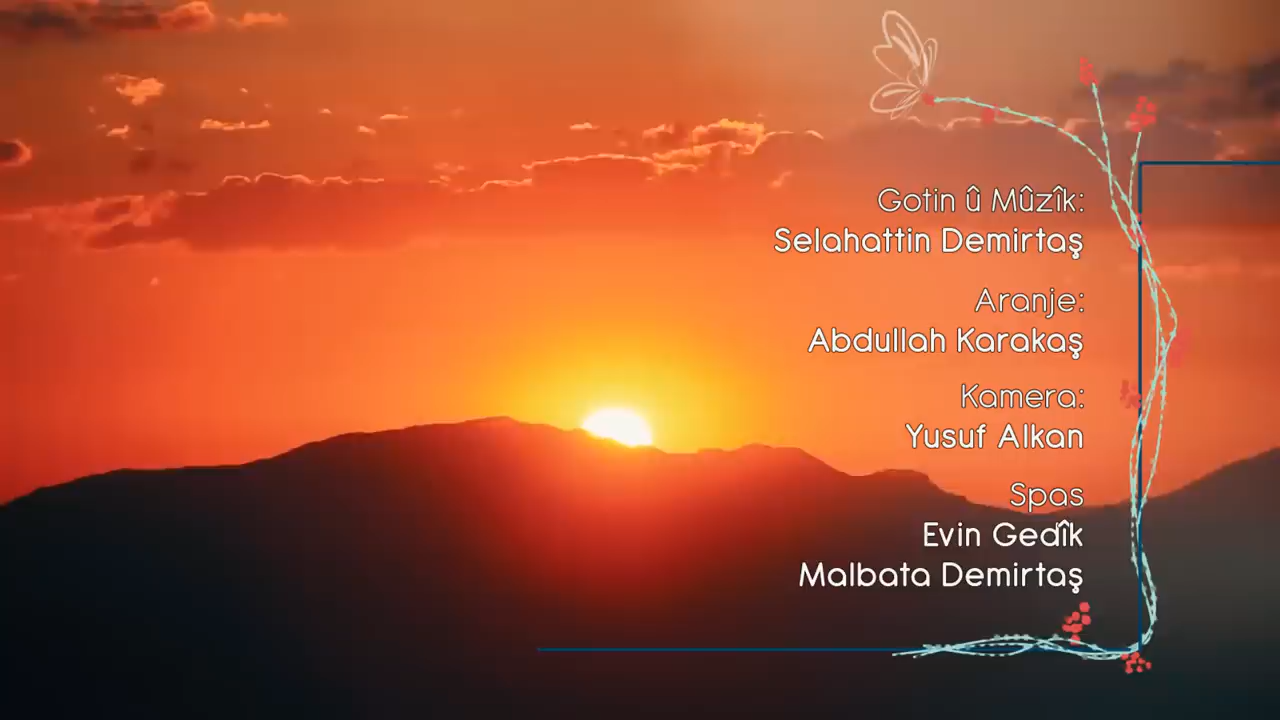 Gotin û Mûzîk:
Selahattin Demirtaş
Aranje:
Abdullah Karakaş
Kamera:
Yusuf Alkan
Spas
Evin Gedîk
Malbata Demirtaş